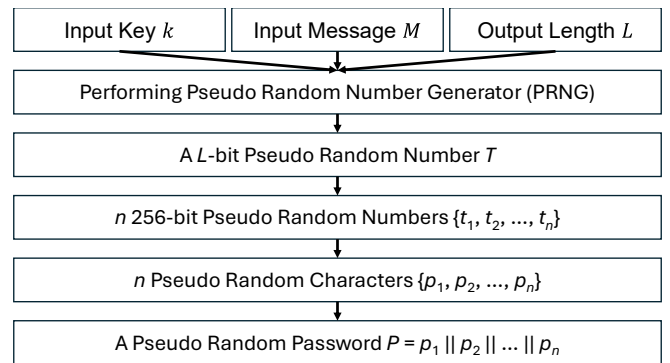 Input Key k
Input Message M
Output Length L
Performing Pseudo Random Number Generator (PRNG)
A L-bit Pseudo Random Number T
n 256-bit Pseudo Random Numbers {t₁, t₂, ..., tₙ}
n Pseudo Random Characters {p₁, p₂, ..., pₙ}
A Pseudo Random Password P = p₁ || p₂ || ... || pₙ